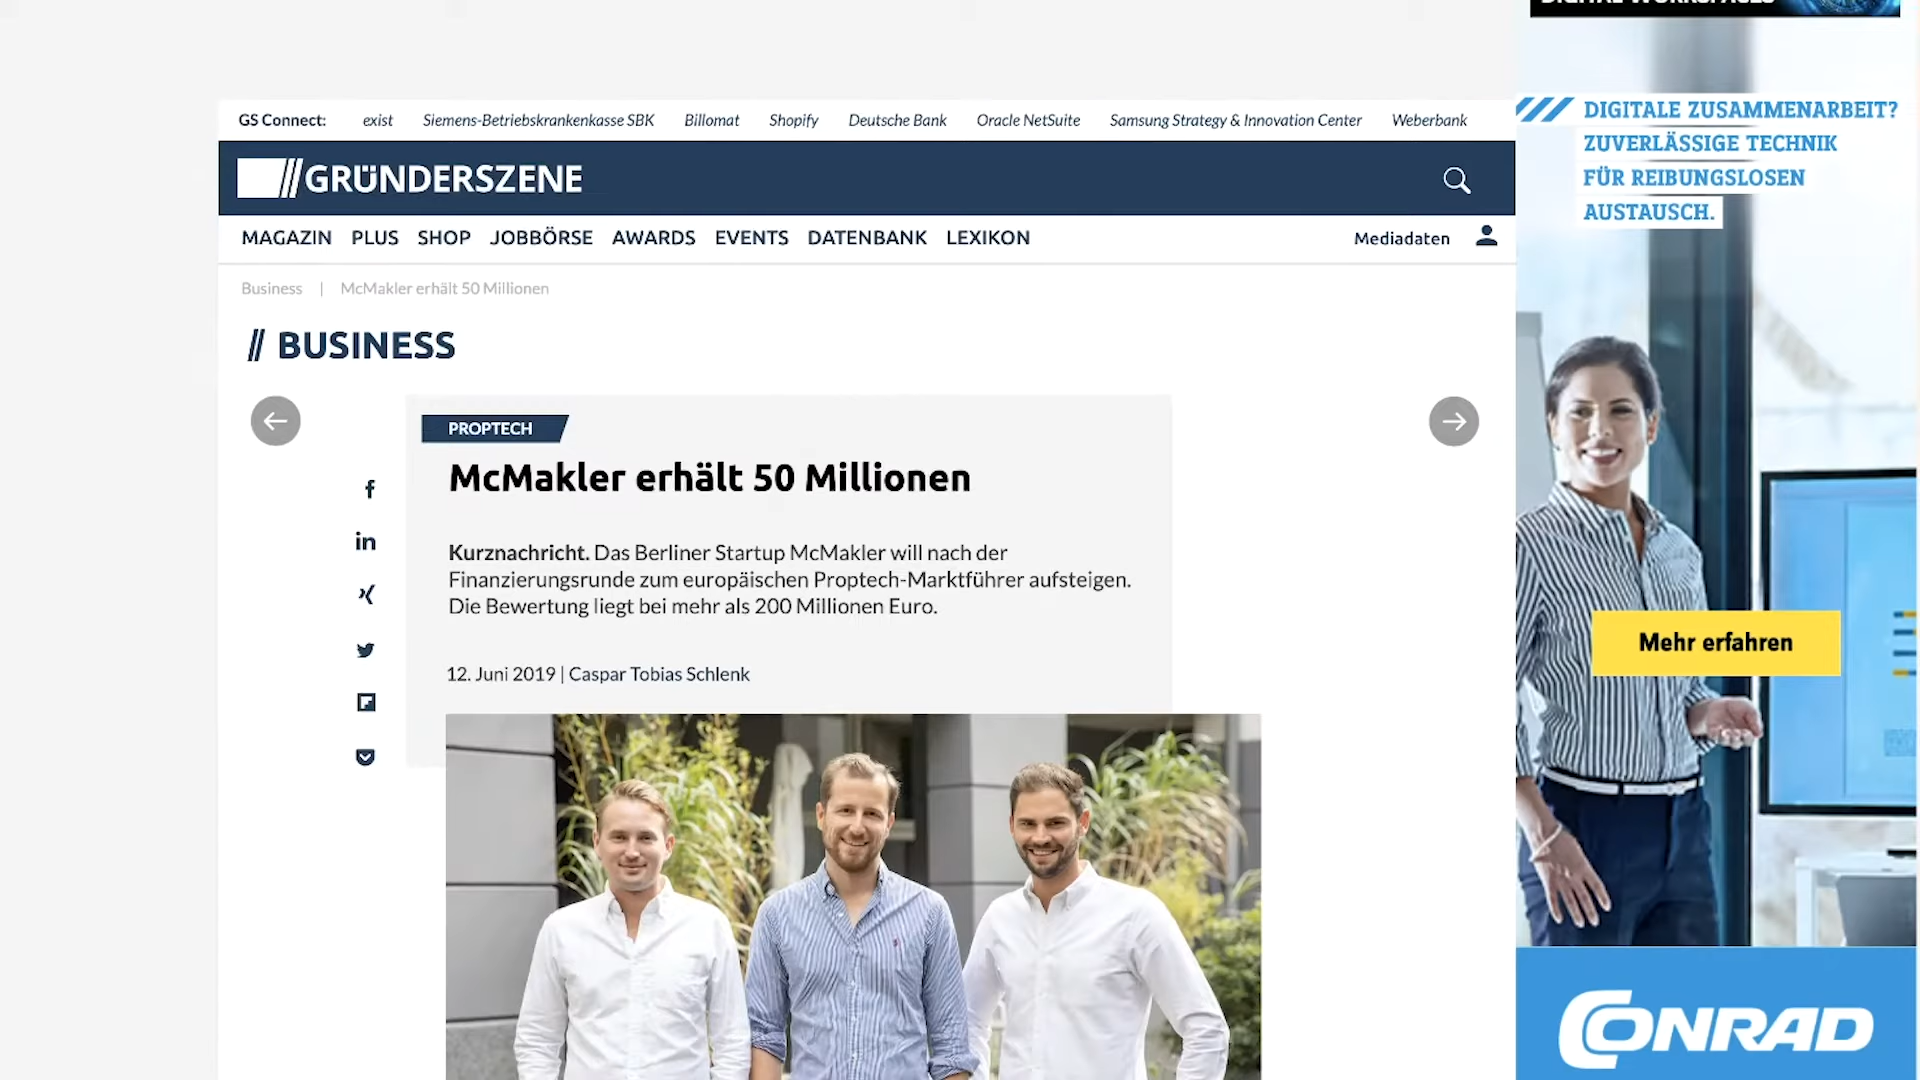 DIGITAL WORKSPACES
GS Connect: exist Siemens-Betriebskrankenkasse SBK Billomat Shopify Deutsche Bank Oracle NetSuite Samsung Strategy & Innovation Center Weberbank
GRÜNDERSZENE
MAGAZIN PLUS SHOP JOBBÖRSE AWARDS EVENTS DATENBANK LEXIKON Mediadaten
Business | McMakler erhält 50 Millionen
// BUSINESS
PROPTECH
McMakler erhält 50 Millionen
Kurznachricht. Das Berliner Startup McMakler will nach der
Finanzierungsrunde zum europäischen Proptech-Marktführer aufsteigen.
Die Bewertung liegt bei mehr als 200 Millionen Euro.
12. Juni 2019 | Caspar Tobias Schlenk
DIGITALE ZUSAMMENARBEIT?
ZUVERLÄSSIGE TECHNIK
FÜR REIBUNGSLOSEN
AUSTAUSCH.
Mehr erfahren
CONRAD